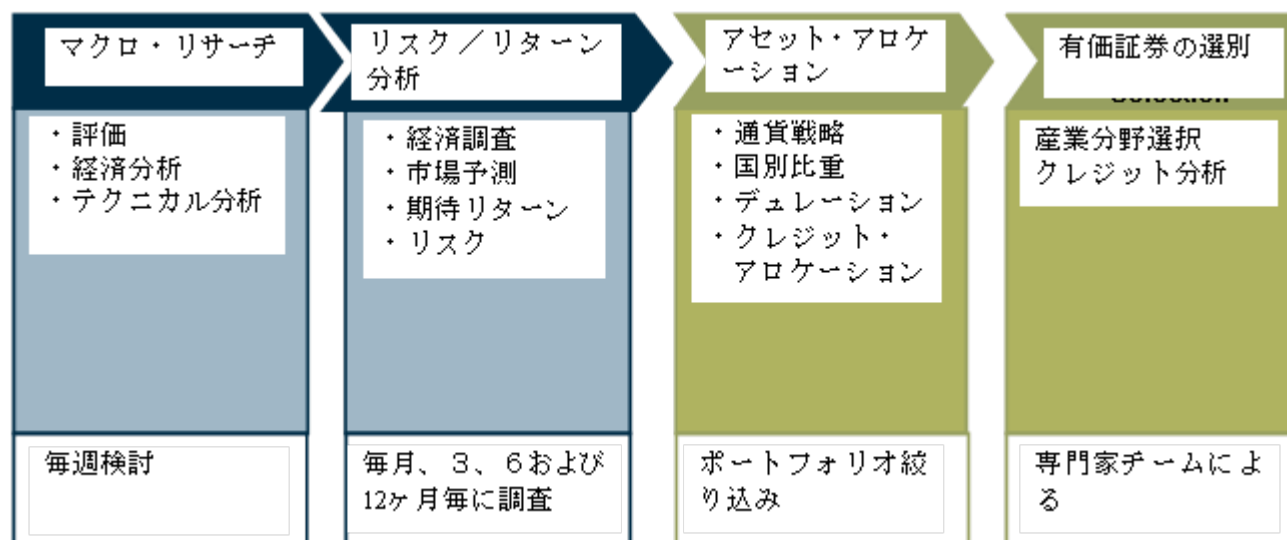 マクロ・リサーチ
リスク／リターン
分析
アセット・アロケ
ーション
有価証券の選別
・評価
・経済分析
・テクニカル分析
・経済調査
・市場予測
・期待リターン
・リスク
・通貨戦略
・国別比重
・デュレーション
・クレジット・
アロケーション
産業分野選択
クレジット分析
毎週検討
毎月、３、６および
12ヶ月毎に調査
ポートフォリオ絞
り込み
専門家チームによ
る